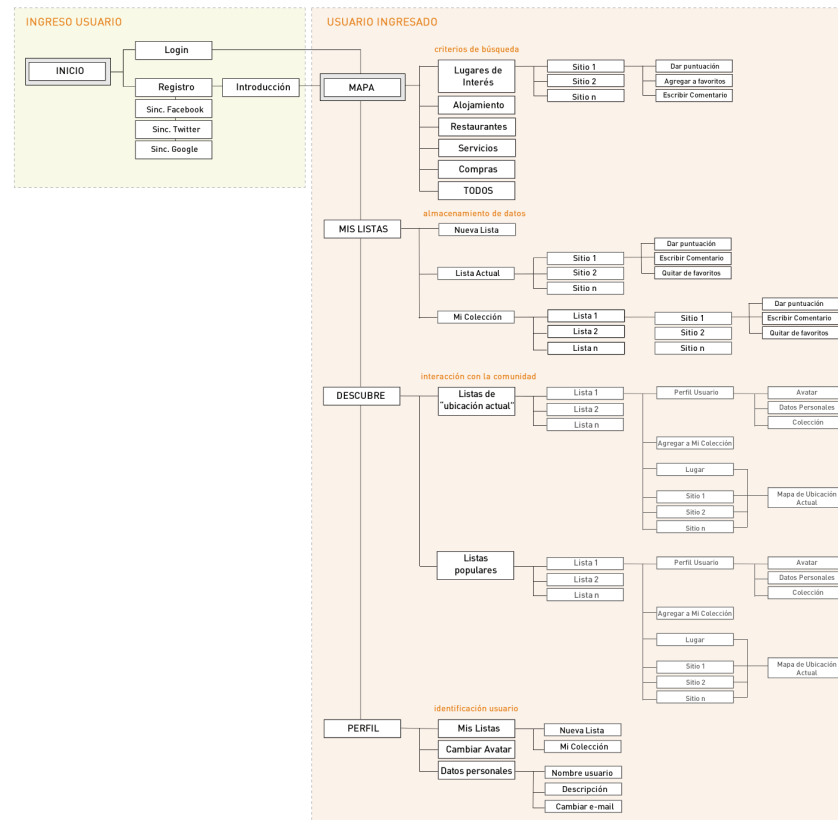 INGRESO USUARIO
INICIO
Login
Registro
Introducción
Sinc. Facebook
Sinc. Twitter
Sinc. Google
USUARIO INGRESADO
MAPA
criterios de búsqueda
Lugares de
Interés
Sitio 1
Sitio 2
Sitio n
Dar puntuación
Agregar a favoritos
Escribir Comentario
Alojamiento
Restaurantes
Servicios
Compras
TODOS
almacenamiento de datos
MIS LISTAS
Nueva Lista
Lista Actual
Sitio 1
Sitio 2
Sitio n
Dar puntuación
Escribir Comentario
Quitar de favoritos
Mi Colección
Lista 1
Lista 2
Lista n
Sitio 1
Sitio 2
Sitio n
Dar puntuación
Escribir Comentario
Quitar de favoritos
interacción con la comunidad
DESCUBRE
Listas de
"ubicación actual"
Lista 1
Lista 2
Lista n
Perfil Usuario
Avatar
Datos Personales
Colección
Agregar a Mi Colección
Lugar
Sitio 1
Sitio 2
Sitio n
Mapa de Ubicación
Actual
Listas
populares
Lista 1
Lista 2
Lista n
Perfil Usuario
Avatar
Datos Personales
Colección
Agregar a Mi Colección
Lugar
Sitio 1
Sitio 2
Sitio n
Mapa de Ubicación
Actual
identificación usuario
PERFIL
Mis Listas
Nueva Lista
Mi Colección
Cambiar Avatar
Datos personales
Nombre usuario
Descripción
Cambiar e-mail